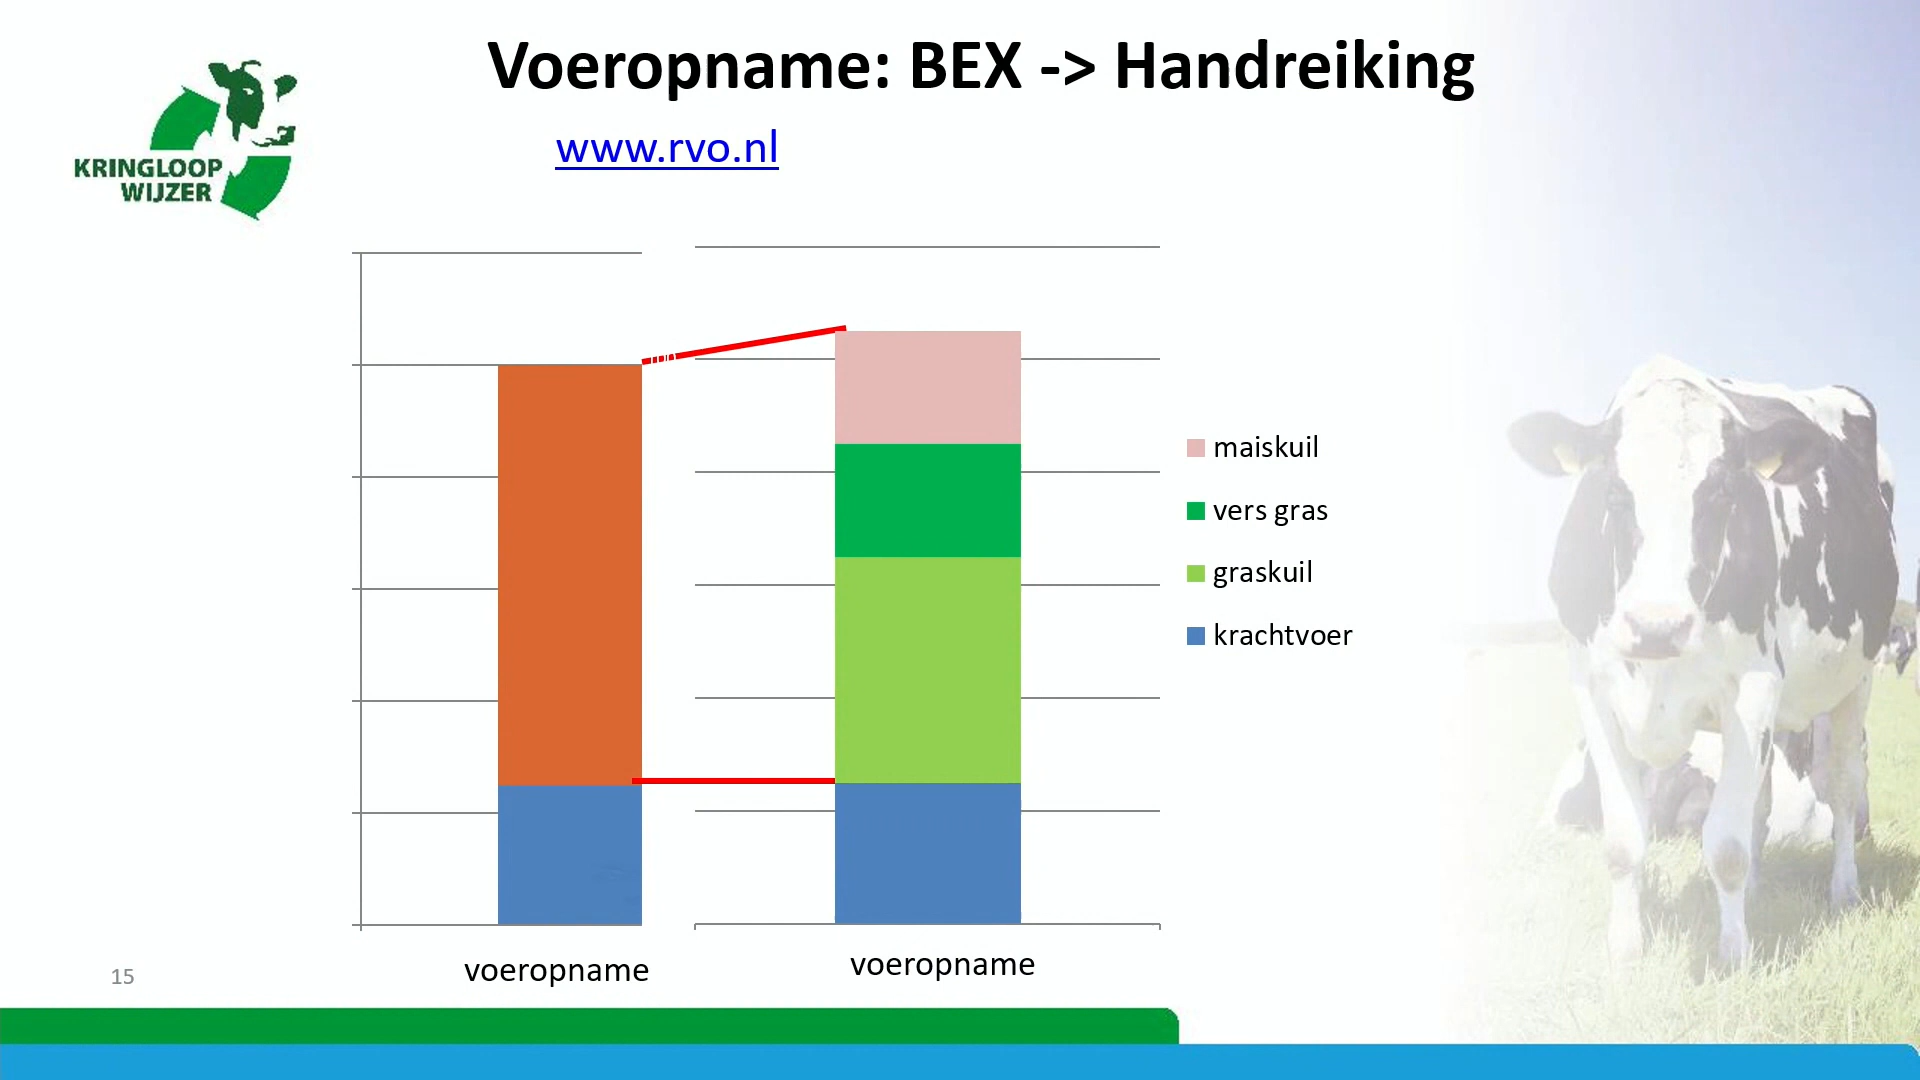 Voeropname: BEX -> Handreiking
www.rvo.nl
KRINGLOOP
WIJZER
maiskuil
vers gras
graskuil
krachtvoer
voeropname
voeropname
15